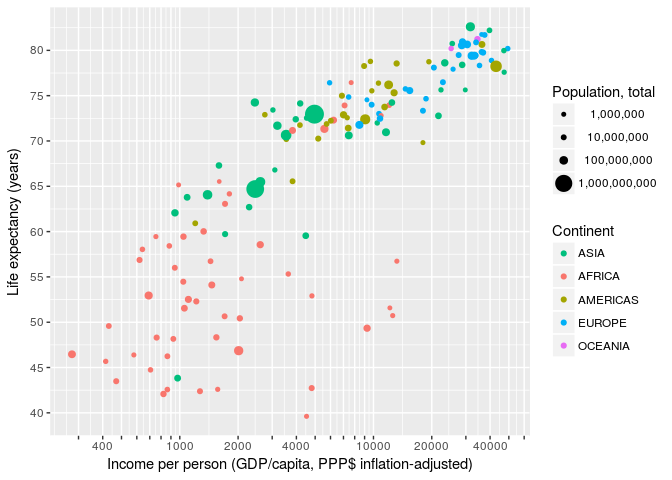 Life expectancy (years)
80
75
70
65
60
55
50
45
40
400 1000 2000 4000 10000 20000 40000
Income per person (GDP/capita, PPP$ inflation-adjusted)
Population, total
1,000,000
10,000,000
100,000,000
1,000,000,000
Continent
ASIA
AFRICA
AMERICAS
EUROPE
OCEANIA